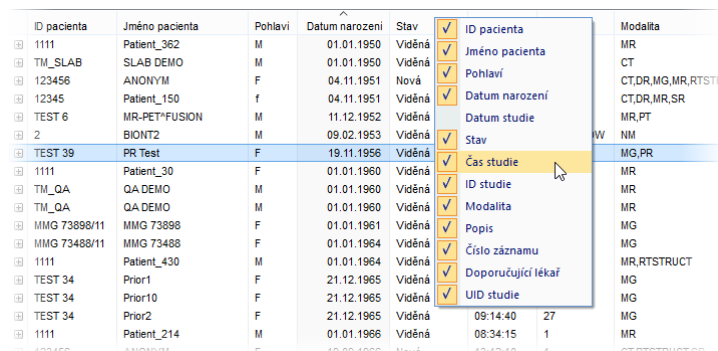 ID pacienta Jméno pacienta Pohlaví Datum narození Stav Modalita
1111 Patient_362 M 01.01.1950 Viděná MR
TM_SLAB SLAB DEMO M 01.01.1950 Viděná CT
123456 ANONYM F 04.11.1951 Nová CT,DR,MG,MR,RTSTI
12345 Patient_150 f 04.11.1951 Viděná CT,DR,MR,SR
TEST 6 MR-PET^FUSION M 11.12.1952 Viděná MR,PT
2 BIONT2 M 09.02.1953 Viděná OW NM
TEST 39 PR Test F 19.11.1956 Viděná MG,PR
1111 Patient_30 F 01.01.1960 Viděná MR
TM_QA QA DEMO M 01.01.1960 Viděná MR
TM_QA QA DEMO M 01.01.1960 Viděná MR
MMG 73898/11 MMG 73898 F 01.01.1961 Viděná MG
MMG 73488/11 MMG 73488 F 01.01.1964 Viděná MG
1111 Patient_430 M 01.01.1964 Viděná MR,RTSTRUCT
TEST 34 Prior1 F 21.12.1965 Viděná MG
TEST 34 Prior10 F 21.12.1965 Viděná MG
TEST 34 Prior2 F 21.12.1965 Viděná 09:14:40 27 MG
1111 Patient_214 M 01.01.1966 Viděná 08:34:15 1 MR
ID pacienta
Jméno pacienta
Pohlaví
Datum narození
Datum studie
Stav
Čas studie
ID studie
Modalita
Popis
Číslo záznamu
Doporučující lékař
UID studie